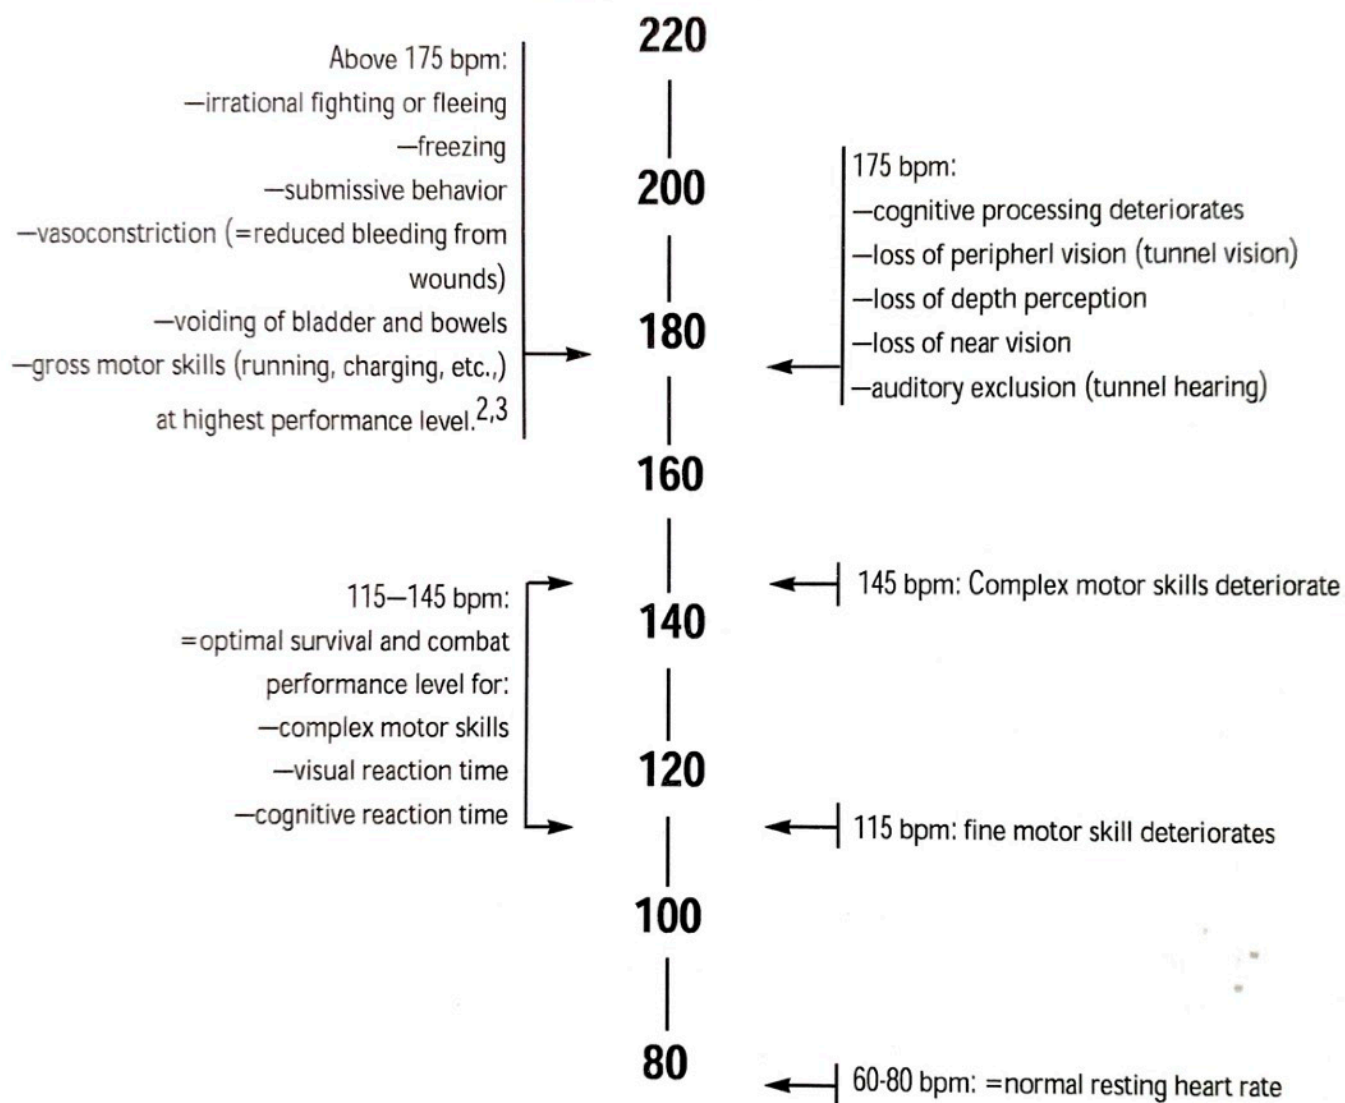 220
Above 175 bpm:
—irrational fighting or fleeing
—freezing
—submissive behavior
—vasoconstriction (=reduced bleeding from
wounds)
—voiding of bladder and bowels
—gross motor skills (running, charging, etc.,)
at highest performance level.2,3
200
175 bpm:
—cognitive processing deteriorates
—loss of peripherl vision (tunnel vision)
—loss of depth perception
—loss of near vision
—auditory exclusion (tunnel hearing)
180
160
115—145 bpm:
=optimal survival and combat
performance level for:
—complex motor skills
—visual reaction time
—cognitive reaction time
145 bpm: Complex motor skills deteriorate
140
120
115 bpm: fine motor skill deteriorates
100
80
60-80 bpm: =normal resting heart rate